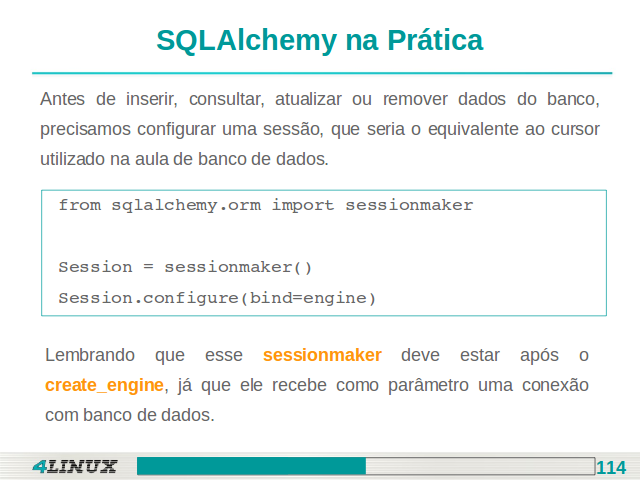 SQLAlchemy na Prática
Antes de inserir, consultar, atualizar ou remover dados do banco,
precisamos configurar uma sessão, que seria o equivalente ao cursor
utilizado na aula de banco de dados.
from sqlalchemy.orm import sessionmaker
Session = sessionmaker()
Session.configure(bind=engine)
Lembrando que esse sessionmaker deve estar após o
create_engine, já que ele recebe como parâmetro uma conexão
com banco de dados.
4LINUX
114